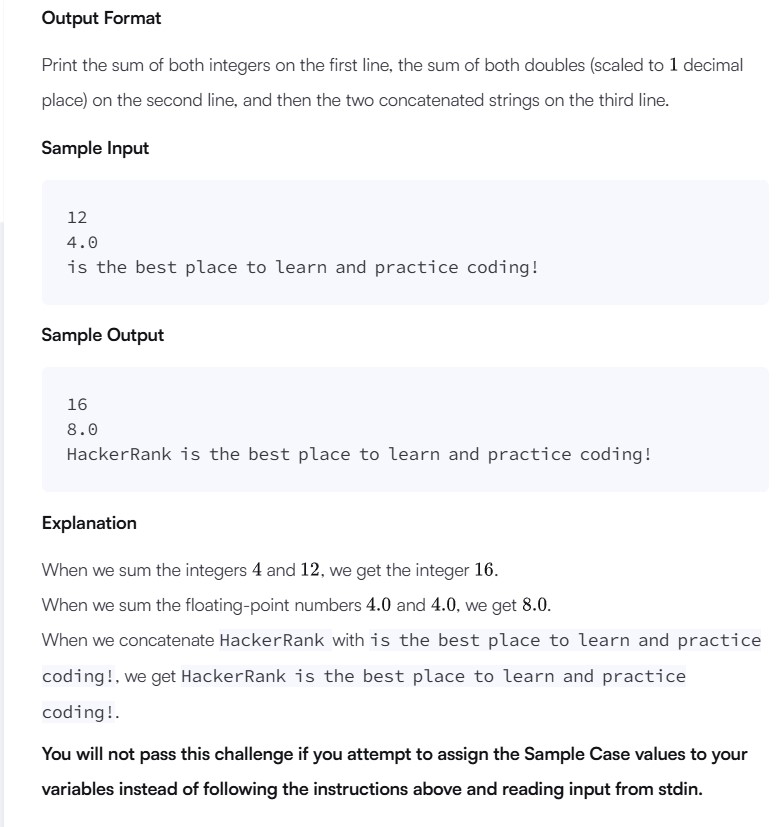 Output Format
Print the sum of both integers on the first line, the sum of both doubles (scaled to 1 decimal
place) on the second line, and then the two concatenated strings on the third line.
Sample Input
12
4.0
is the best place to learn and practice coding!
Sample Output
16
8.0
HackerRank is the best place to learn and practice coding!
Explanation
When we sum the integers 4 and 12, we get the integer 16.
When we sum the floating-point numbers 4.0 and 4.0, we get 8.0.
When we concatenate HackerRank with is the best place to learn and practice
coding!, we get HackerRank is the best place to learn and practice
coding!.
You will not pass this challenge if you attempt to assign the Sample Case values to your
variables instead of following the instructions above and reading input from stdin.